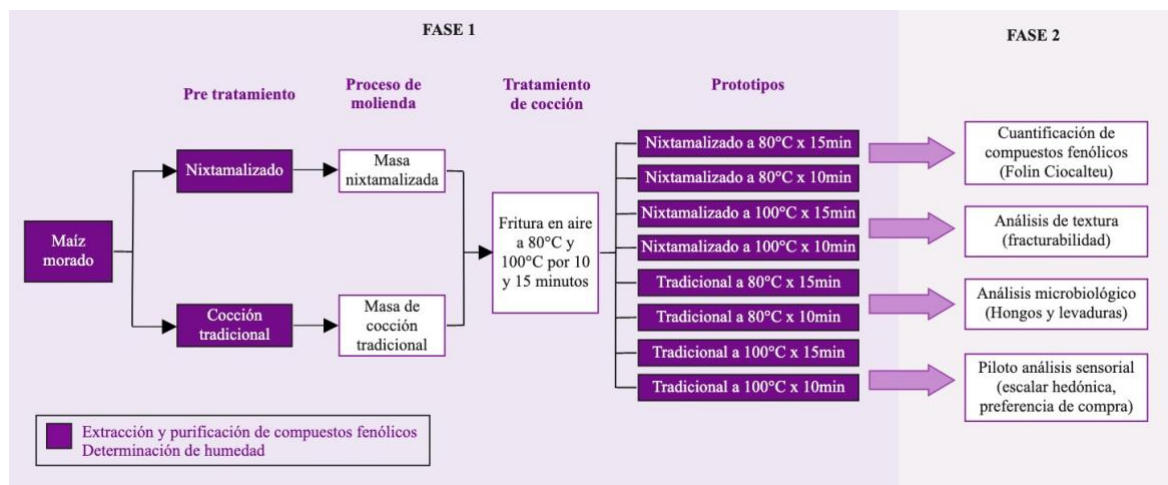 FASE 1
FASE 2
Pre tratamiento
Proceso de
molienda
Tratamiento
de cocción
Prototipos
Maíz
morado
Nixtamalizado
Cocción
tradicional
Masa
nixtamalizada
Masa de
cocción
tradicional
Fritura en aire
a 80°C y
100°C por 10
y 15 minutos
Nixtamalizado a 80°C x 15min
Nixtamalizado a 80°C x 10min
Nixtamalizado a 100°C x 15min
Nixtamalizado a 100°C x 10min
Tradicional a 80°C x 15min
Tradicional a 80°C x 10min
Tradicional a 100°C x 15min
Tradicional a 100°C x 10min
Cuantificación de
compuestos fenólicos
(Folin Ciocalteu)
Análisis de textura
(fracturabilidad)
Análisis microbiológico
(Hongos y levaduras)
Piloto análisis sensorial
(escalar hedónica,
preferencia de compra)
Extracción y purificación de compuestos fenólicos
Determinación de humedad